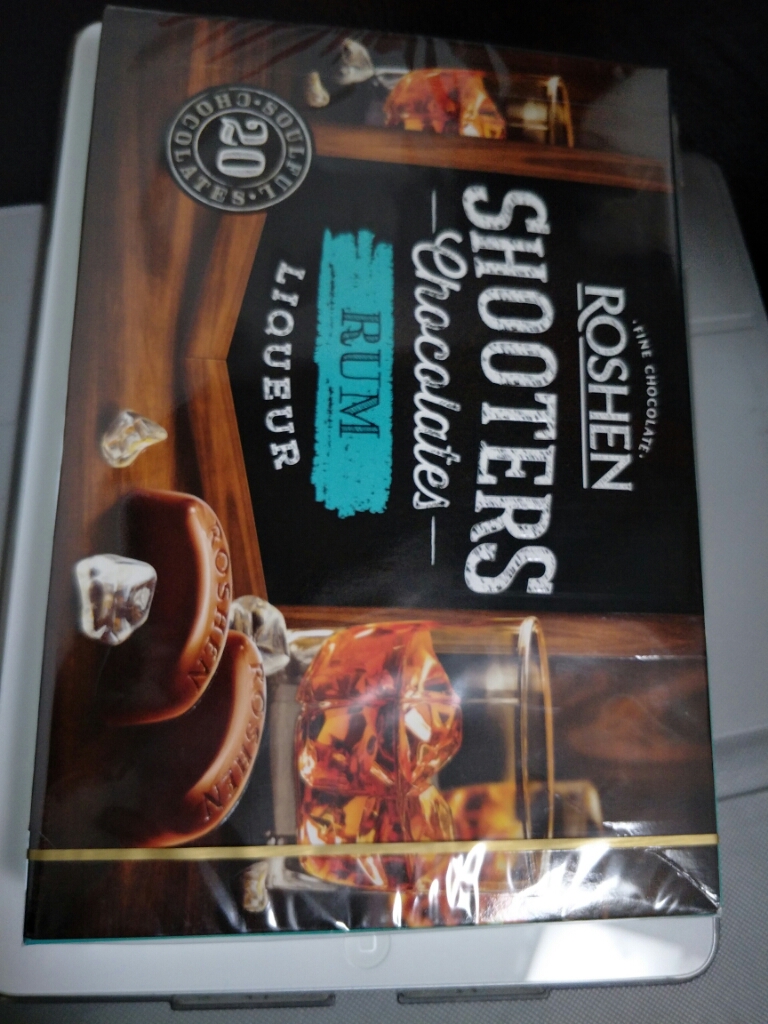 ·FINE CHOCOLATE·
ROSHEN
SHOOTERS
Chocolates
RUM
LIQUEUR
SOULFUL
20
CHOCOLATES
ROSHEN
ROSHEN